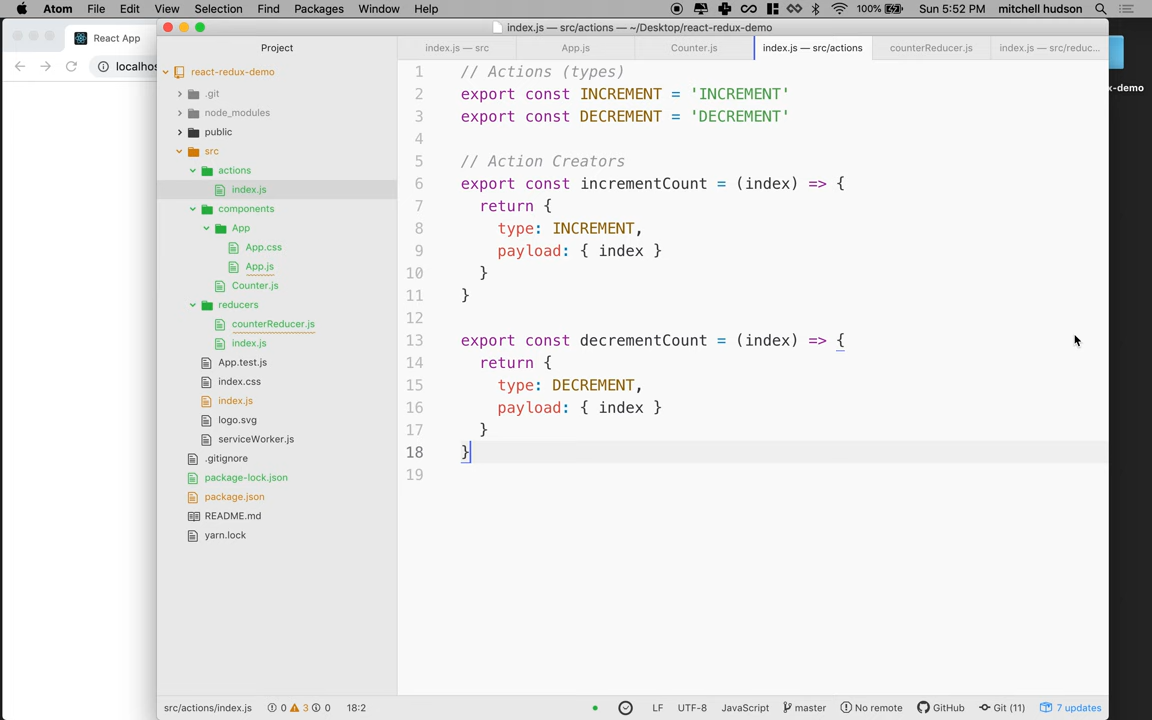 Atom File Edit View Selection Find Packages Window Help 100% Sun 5:52 PM mitchell hudson
React App
localhos
index.js — src/actions — ~/Desktop/react-redux-demo
x-demo
Project
index.js — src
App.js
Counter.js
index.js — src/actions
counterReducer.js
index.js — src/reduc...
react-redux-demo
.git
node_modules
public
src
actions
index.js
components
App
App.css
App.js
Counter.js
reducers
counterReducer.js
index.js
App.test.js
index.css
index.js
logo.svg
serviceWorker.js
.gitignore
package-lock.json
package.json
README.md
yarn.lock
1 // Actions (types)
2 export const INCREMENT = 'INCREMENT'
3 export const DECREMENT = 'DECREMENT'
4
5 // Action Creators
6 export const incrementCount = (index) => {
7 return {
8 type: INCREMENT,
9 payload: { index }
10 }
11 }
12
13 export const decrementCount = (index) => {
14 return {
15 type: DECREMENT,
16 payload: { index }
17 }
18 }
19
src/actions/index.js 0 3 0 18:2 LF UTF-8 JavaScript master No remote GitHub Git (11) 7 updates